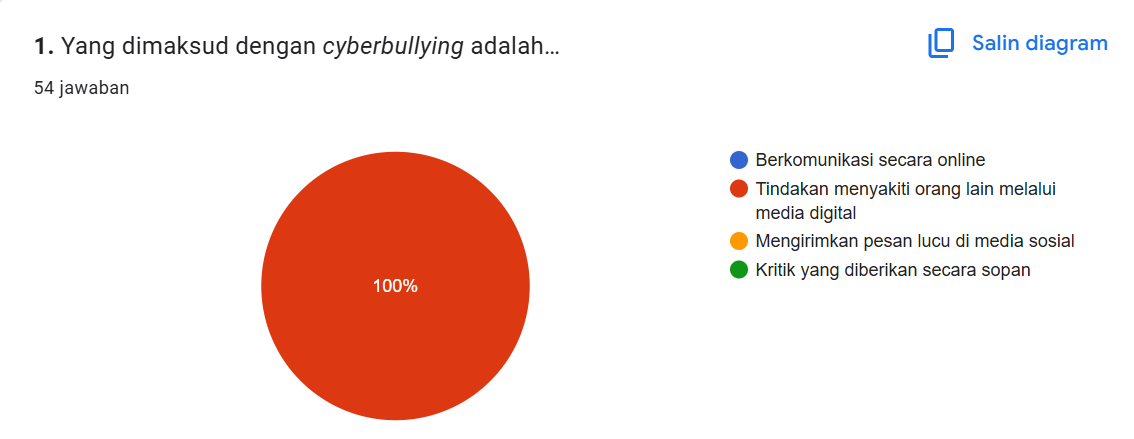 1. Yang dimaksud dengan cyberbullying adalah...
Salin diagram
54 jawaban
100%
Berkomunikasi secara online
Tindakan menyakiti orang lain melalui
media digital
Mengirimkan pesan lucu di media sosial
Kritik yang diberikan secara sopan